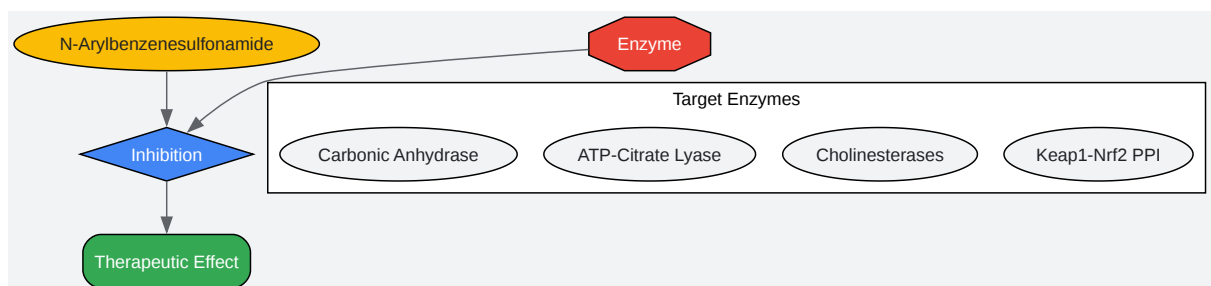 N-Arylbenzenesulfonamide
Enzyme
Target Enzymes
Inhibition
Carbonic Anhydrase
ATP-Citrate Lyase
Cholinesterases
Keap1-Nrf2 PPI
Therapeutic Effect